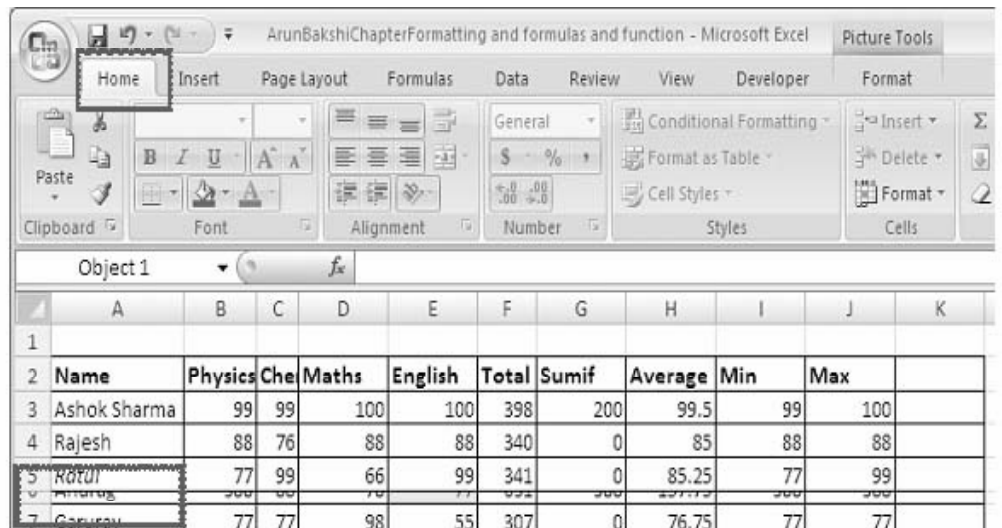 ArunBakshiChapterFormatting and formulas and function - Microsoft Excel Picture Tools
Home Insert Page Layout Formulas Data Review View Developer Format
General Conditional Formatting Insert Σ
B I U A A $ % , Format as Table Delete
Paste A Cell Styles Format
Clipboard Font Alignment Number Styles Cells
Object 1 fx
A B C D E F G H I J K
1
2 Name Physics Che Maths English Total Sumif Average Min Max
3 Ashok Sharma 99 99 100 100 398 200 99.5 99 100
4 Rajesh 88 76 88 88 340 0 85 88 88
5 77 99 66 99 341 0 85.25 77 99
7 77 77 98 55 307 0 76.75 77 77